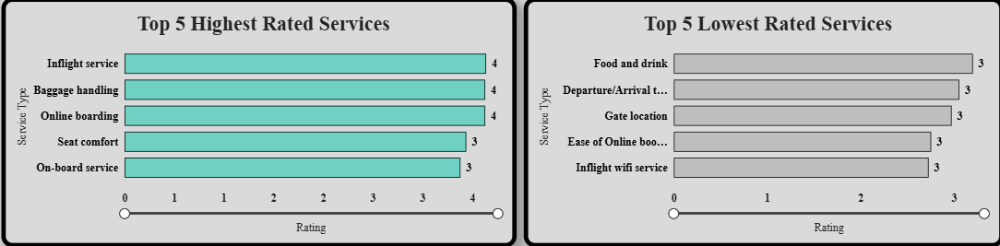 Top 5 Highest Rated Services
Service Type
Inflight service 4
Baggage handling 4
Online boarding 4
Seat comfort 3
On-board service 3
0 1 1 2 2 3 3 4
Rating
Top 5 Lowest Rated Services
Service Type
Food and drink 3
Departure/Arrival t... 3
Gate location 3
Ease of Online boo... 3
Inflight wifi service 3
0 1 2 3
Rating